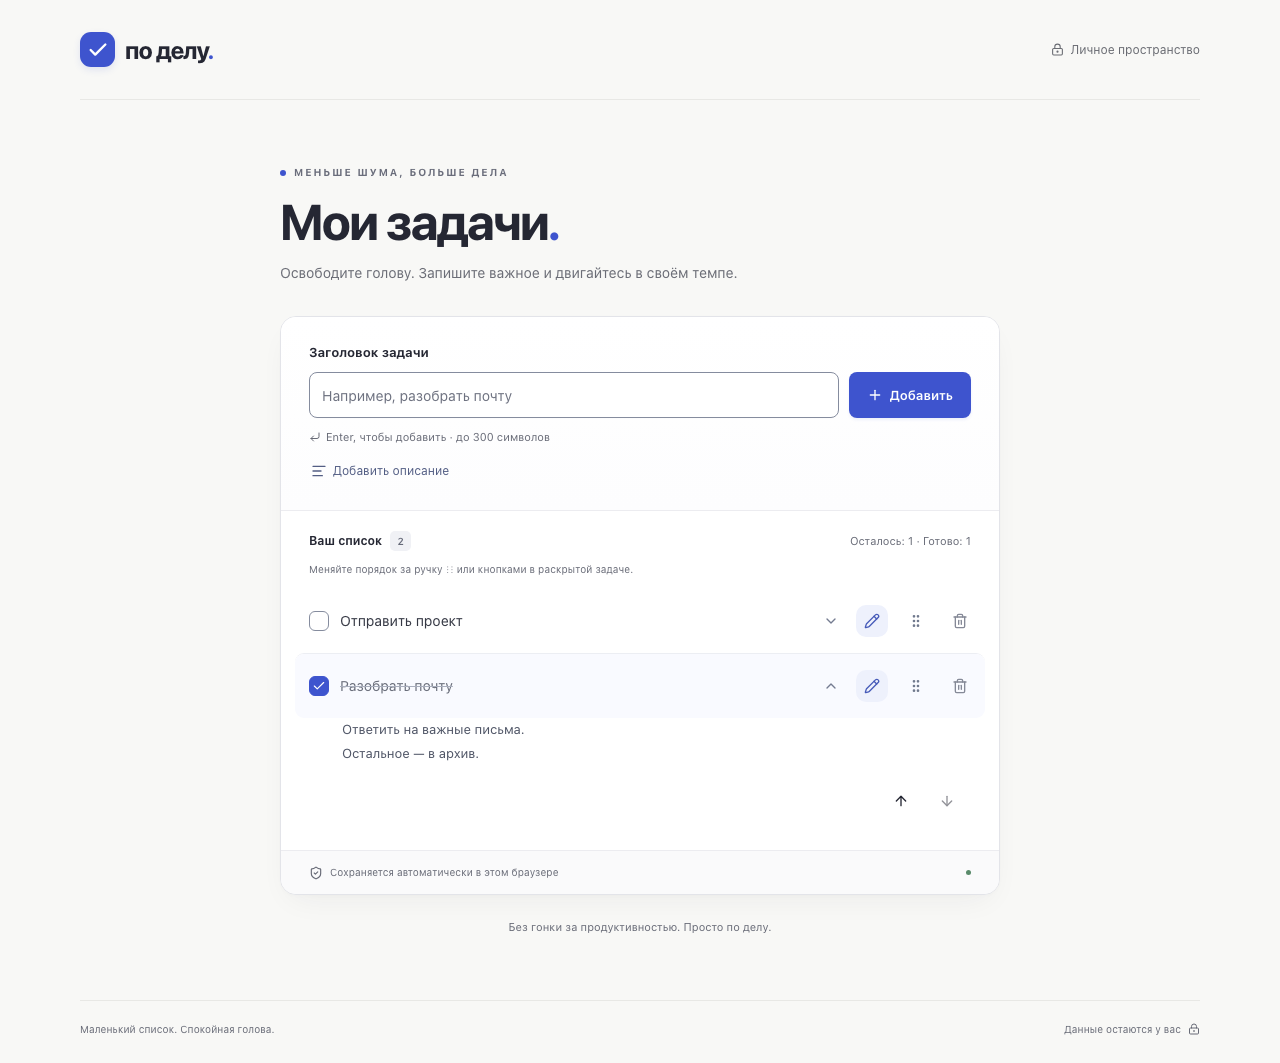 по делу.
Личное пространство
МЕНЬШЕ ШУМА, БОЛЬШЕ ДЕЛА
Мои задачи.
Освободите голову. Запишите важное и двигайтесь в своём темпе.
Заголовок задачи
Например, разобрать почту
Добавить
Enter, чтобы добавить · до 300 символов
Добавить описание
Ваш список 2
Осталось: 1 · Готово: 1
Меняйте порядок за ручку ⁝⁝ или кнопками в раскрытой задаче.
Отправить проект
Разобрать почту
Ответить на важные письма.
Остальное — в архив.
Сохраняется автоматически в этом браузере
Без гонки за продуктивностью. Просто по делу.
Маленький список. Спокойная голова.
Данные остаются у вас